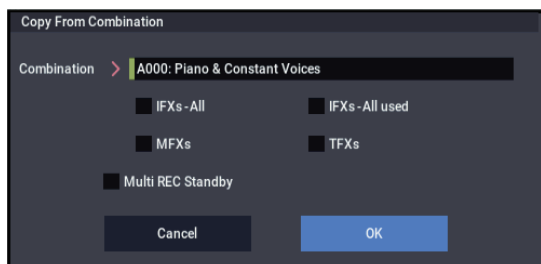 Copy From Combination
Combination A000: Piano & Constant Voices
IFXs-All IFXs-All used
MFXs TFXs
Multi REC Standby
Cancel OK